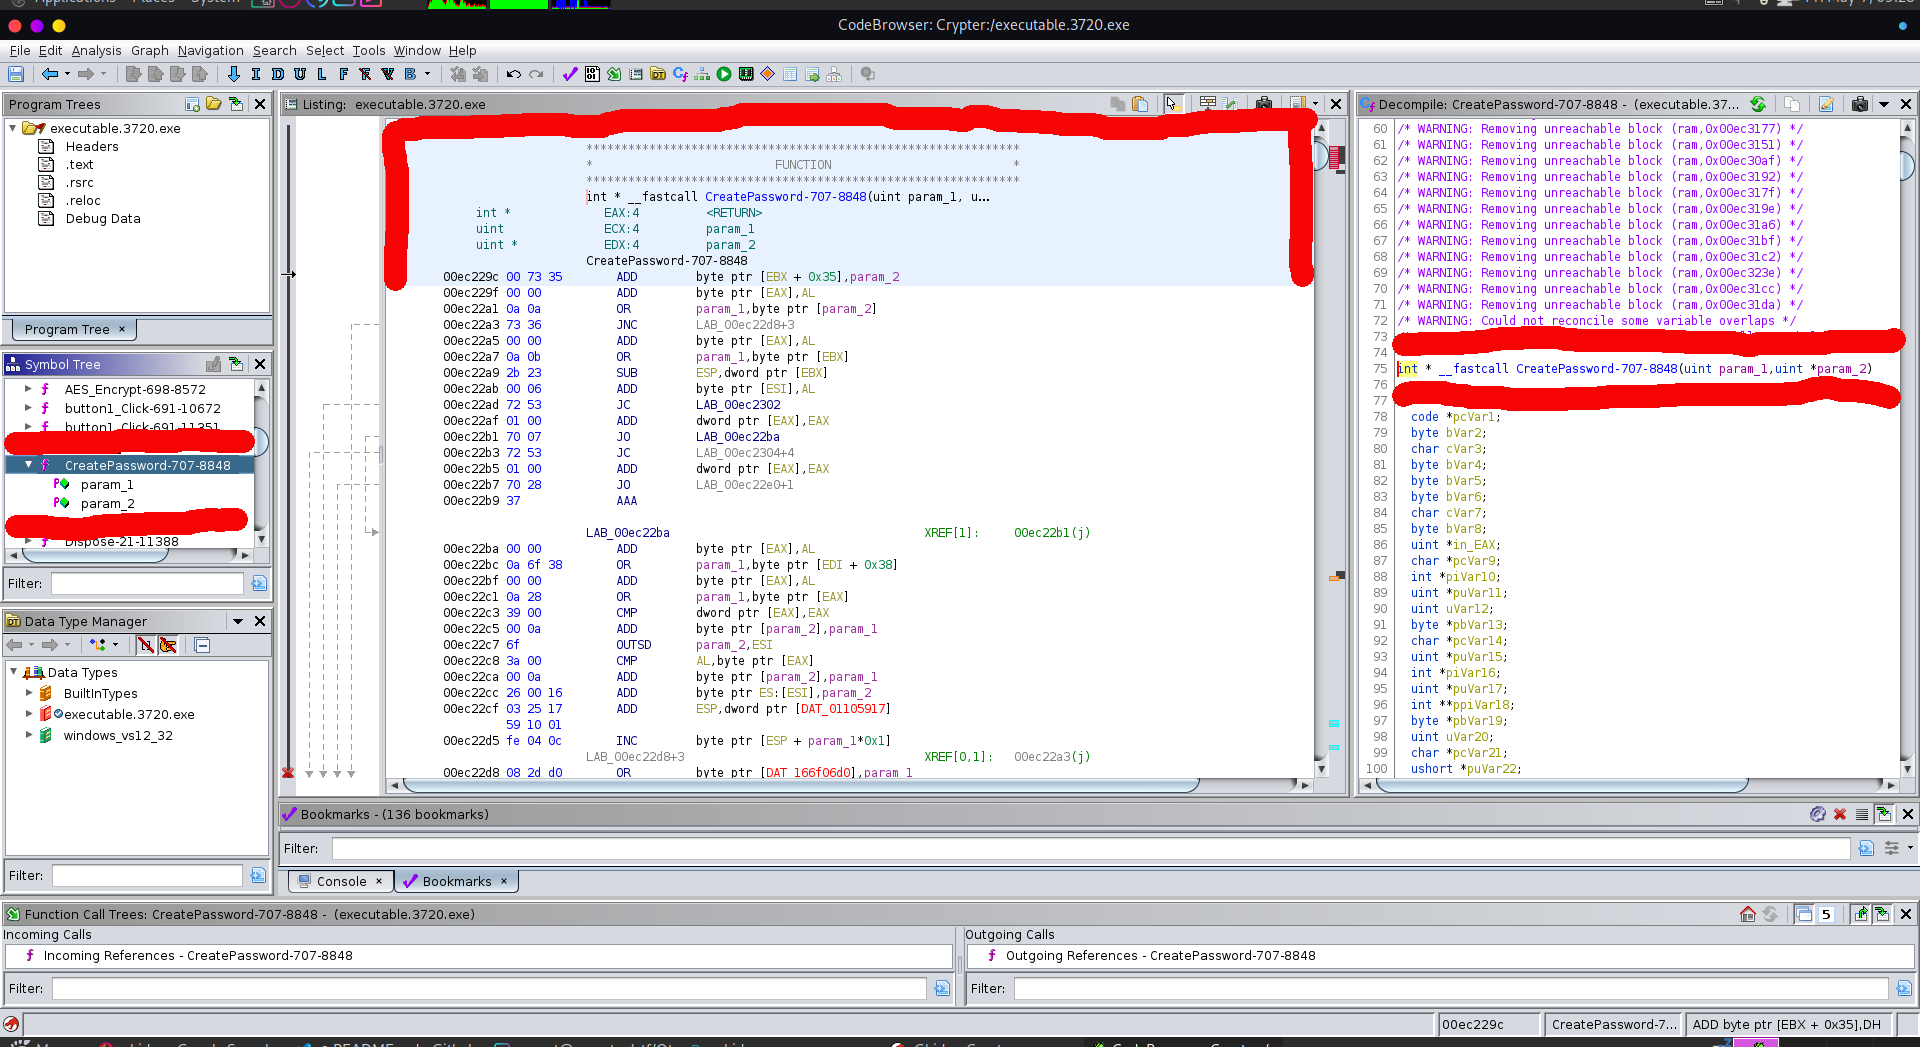 CodeBrowser: Crypter:/executable.3720.exe
File Edit Analysis Graph Navigation Search Select Tools Window Help
I D U L F R V B
Program Trees
executable.3720.exe
Headers
.text
.rsrc
.reloc
Debug Data
Program Tree ×
Symbol Tree
AES_Encrypt-698-8572
button1_Click-691-10672
button1_Click-691-11351
CreatePassword-707-8848
param_1
param_2
Dispose-21-11388
Filter:
Data Type Manager
Data Types
BuiltInTypes
executable.3720.exe
windows_vs12_32
Filter:
Listing: executable.3720.exe
**************************************************************
* FUNCTION *
**************************************************************
int * __fastcall CreatePassword-707-8848(uint param_1, u...
int * EAX:4 <RETURN>
uint ECX:4 param_1
uint * EDX:4 param_2
CreatePassword-707-8848
00ec229c 00 73 35 ADD byte ptr [EBX + 0x35],param_2
00ec229f 00 00 ADD byte ptr [EAX],AL
00ec22a1 0a 0a OR param_1,byte ptr [param_2]
00ec22a3 73 36 JNC LAB_00ec22d8+3
00ec22a5 00 00 ADD byte ptr [EAX],AL
00ec22a7 0a 0b OR param_1,byte ptr [EBX]
00ec22a9 2b 23 SUB ESP,dword ptr [EBX]
00ec22ab 00 06 ADD byte ptr [ESI],AL
00ec22ad 72 53 JC LAB_00ec2302
00ec22af 01 00 ADD dword ptr [EAX],EAX
00ec22b1 70 07 JO LAB_00ec22ba
00ec22b3 72 53 JC LAB_00ec2304+4
00ec22b5 01 00 ADD dword ptr [EAX],EAX
00ec22b7 70 28 JO LAB_00ec22e0+1
00ec22b9 37 AAA
LAB_00ec22ba XREF[1]: 00ec22b1(j)
00ec22ba 00 00 ADD byte ptr [EAX],AL
00ec22bc 0a 6f 38 OR param_1,byte ptr [EDI + 0x38]
00ec22bf 00 00 ADD byte ptr [EAX],AL
00ec22c1 0a 28 OR param_1,byte ptr [EAX]
00ec22c3 39 00 CMP dword ptr [EAX],EAX
00ec22c5 00 0a ADD byte ptr [param_2],param_1
00ec22c7 6f OUTSD param_2,ESI
00ec22c8 3a 00 CMP AL,byte ptr [EAX]
00ec22ca 00 0a ADD byte ptr [param_2],param_1
00ec22cc 26 00 16 ADD byte ptr ES:[ESI],param_2
00ec22cf 03 25 17 ADD ESP,dword ptr [DAT_01105917]
59 10 01
00ec22d5 fe 04 0c INC byte ptr [ESP + param_1*0x1]
LAB_00ec22d8+3 XREF[0,1]: 00ec22a3(j)
00ec22d8 08 2d d0 OR byte ptr [DAT_166f06d0],param_1
Decompile: CreatePassword-707-8848 - (executable.37...
60 /* WARNING: Removing unreachable block (ram,0x00ec3177) */
61 /* WARNING: Removing unreachable block (ram,0x00ec3151) */
62 /* WARNING: Removing unreachable block (ram,0x00ec30af) */
63 /* WARNING: Removing unreachable block (ram,0x00ec3192) */
64 /* WARNING: Removing unreachable block (ram,0x00ec317f) */
65 /* WARNING: Removing unreachable block (ram,0x00ec319e) */
66 /* WARNING: Removing unreachable block (ram,0x00ec31a6) */
67 /* WARNING: Removing unreachable block (ram,0x00ec31bf) */
68 /* WARNING: Removing unreachable block (ram,0x00ec31c2) */
69 /* WARNING: Removing unreachable block (ram,0x00ec323e) */
70 /* WARNING: Removing unreachable block (ram,0x00ec31cc) */
71 /* WARNING: Removing unreachable block (ram,0x00ec31da) */
72 /* WARNING: Could not reconcile some variable overlaps */
73
74
75 int * __fastcall CreatePassword-707-8848(uint param_1,uint *param_2)
76
77
78 code *pcVar1;
79 byte bVar2;
80 char cVar3;
81 byte bVar4;
82 byte bVar5;
83 byte bVar6;
84 char cVar7;
85 byte bVar8;
86 uint *in_EAX;
87 char *pcVar9;
88 int *piVar10;
89 uint *puVar11;
90 uint uVar12;
91 byte *pbVar13;
92 char *pcVar14;
93 uint *puVar15;
94 int *piVar16;
95 uint *puVar17;
96 int **ppiVar18;
97 byte *pbVar19;
98 uint uVar20;
99 char *pcVar21;
100 ushort *puVar22;
Bookmarks - (136 bookmarks)
Filter:
Console ×
Bookmarks ×
Function Call Trees: CreatePassword-707-8848 - (executable.3720.exe)
5
Incoming Calls
Incoming References - CreatePassword-707-8848
Filter:
Outgoing Calls
Outgoing References - CreatePassword-707-8848
Filter:
00ec229c
CreatePassword-7...
ADD byte ptr [EBX + 0x35],DH